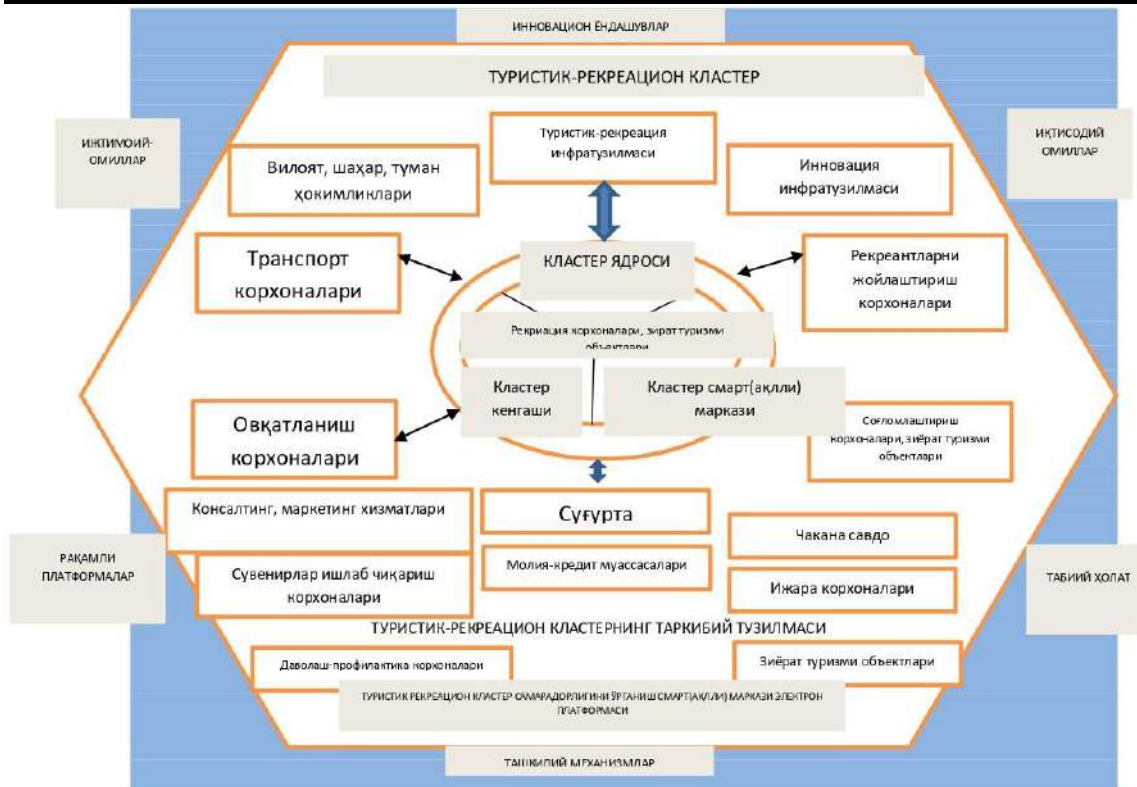 ИННОВАЦИОН ЁНДАШУВЛАР
ТУРИСТИК-РЕКРЕАЦИОН КЛАСТЕР
ИЖТИМОИЙ-
ОМИЛЛАР
ИҚТИСОДИЙ
ОМИЛЛАР
Вилоят, шаҳар, туман
ҳокимликлари
Туристик-рекреация
инфратузилмаси
Инновация
инфратузилмаси
Транспорт
корхоналари
КЛАСТЕР ЯДРОСИ
Рекреантларни
жойлаштириш
корхоналари
Рекриация корхоналари, зират туризми
объектлари
Кластер
кенгаши
Кластер смарт(ақлли)
маркази
Овқатланиш
корхоналари
Соғломлаштириш
корхоналари, зиёрат туризми
объектлари
Консалтинг, маркетинг хизматлари
Суғурта
Чакана савдо
РАҚАМЛИ
ПЛАТФОРМАЛАР
Сувенирлар ишлаб чиқариш
корхоналари
Молия-кредит муассасалари
Ижара корхоналари
ТАБИИЙ ҲОЛАТ
ТУРИСТИК-РЕКРЕАЦИОН КЛАСТЕРНИНГ ТАРКИБИЙ ТУЗИЛМАСИ
Даволаш-профилактика корхоналари
Зиёрат туризми объектлари
ТУРИСТИК РЕКРЕАЦИОН КЛАСТЕР САМАРАДОРЛИГИНИ ЎРГАНИШ СМАРТ(АҚЛЛИ) МАРКАЗИ ЭЛЕКТРОН
ПЛАТФОРМАСИ
ТАШКИЛИЙ МЕХАНИЗМЛАР